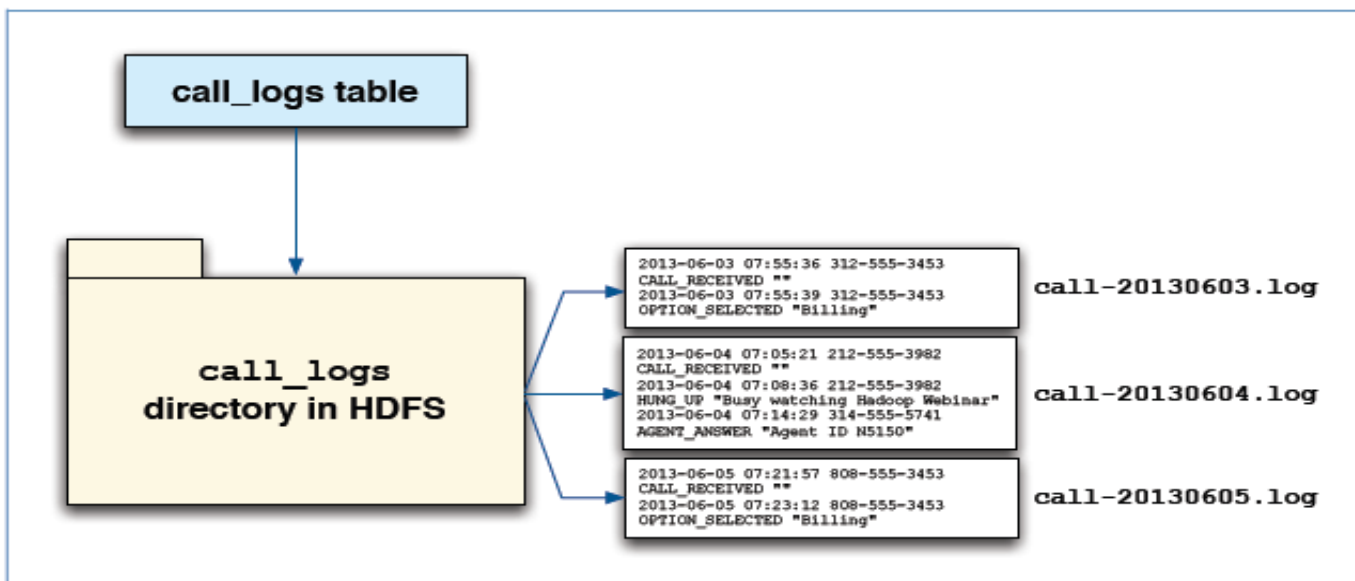 call_logs table
call_logs
directory in HDFS
2013-06-03 07:55:36 312-555-3453
CALL_RECEIVED ""
2013-06-03 07:55:39 312-555-3453
OPTION_SELECTED "Billing"
call-20130603.log
2013-06-04 07:05:21 212-555-3982
CALL_RECEIVED ""
2013-06-04 07:08:36 212-555-3982
HUNG_UP "Busy watching Hadoop Webinar"
2013-06-04 07:14:29 314-555-5741
AGENT_ANSWER "Agent ID N5150"
call-20130604.log
2013-06-05 07:21:57 808-555-3453
CALL_RECEIVED ""
2013-06-05 07:23:12 808-555-3453
OPTION_SELECTED "Billing"
call-20130605.log